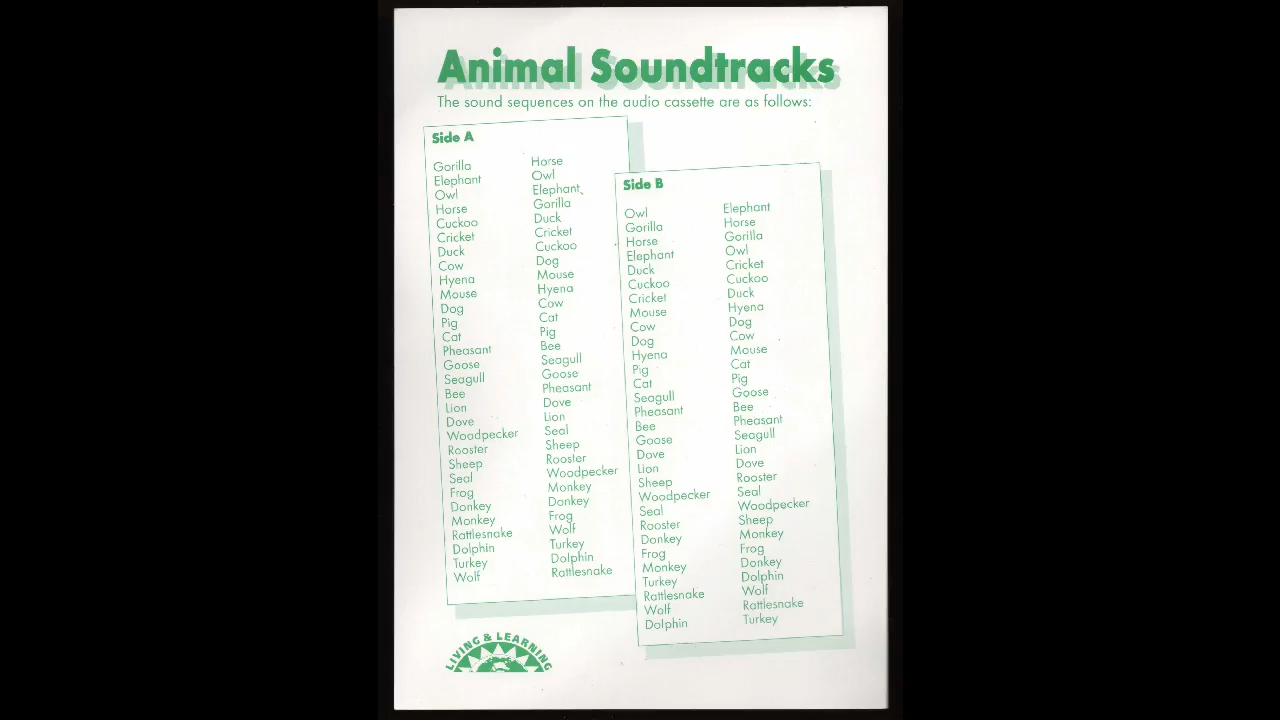 Animal Soundtracks
The sound sequences on the audio cassette are as follows:
Side A
Gorilla
Elephant
Owl
Horse
Cuckoo
Cricket
Duck
Cow
Hyena
Mouse
Dog
Pig
Cat
Pheasant
Goose
Seagull
Bee
Lion
Dove
Woodpecker
Rooster
Sheep
Seal
Frog
Donkey
Monkey
Rattlesnake
Dolphin
Turkey
Wolf
Horse
Owl
Elephant
Gorilla
Duck
Cricket
Cuckoo
Dog
Mouse
Hyena
Cow
Cat
Pig
Bee
Seagull
Goose
Pheasant
Dove
Lion
Seal
Sheep
Rooster
Woodpecker
Monkey
Donkey
Frog
Wolf
Turkey
Dolphin
Rattlesnake
Side B
Owl
Gorilla
Horse
Elephant
Duck
Cuckoo
Cricket
Mouse
Cow
Dog
Hyena
Pig
Cat
Seagull
Pheasant
Bee
Goose
Dove
Lion
Sheep
Woodpecker
Seal
Rooster
Donkey
Frog
Monkey
Turkey
Rattlesnake
Wolf
Dolphin
Elephant
Horse
Gorilla
Owl
Cricket
Cuckoo
Duck
Hyena
Dog
Cow
Mouse
Cat
Pig
Goose
Bee
Pheasant
Seagull
Lion
Dove
Rooster
Seal
Woodpecker
Sheep
Monkey
Frog
Donkey
Dolphin
Wolf
Rattlesnake
Turkey
LIVING & LEARNING